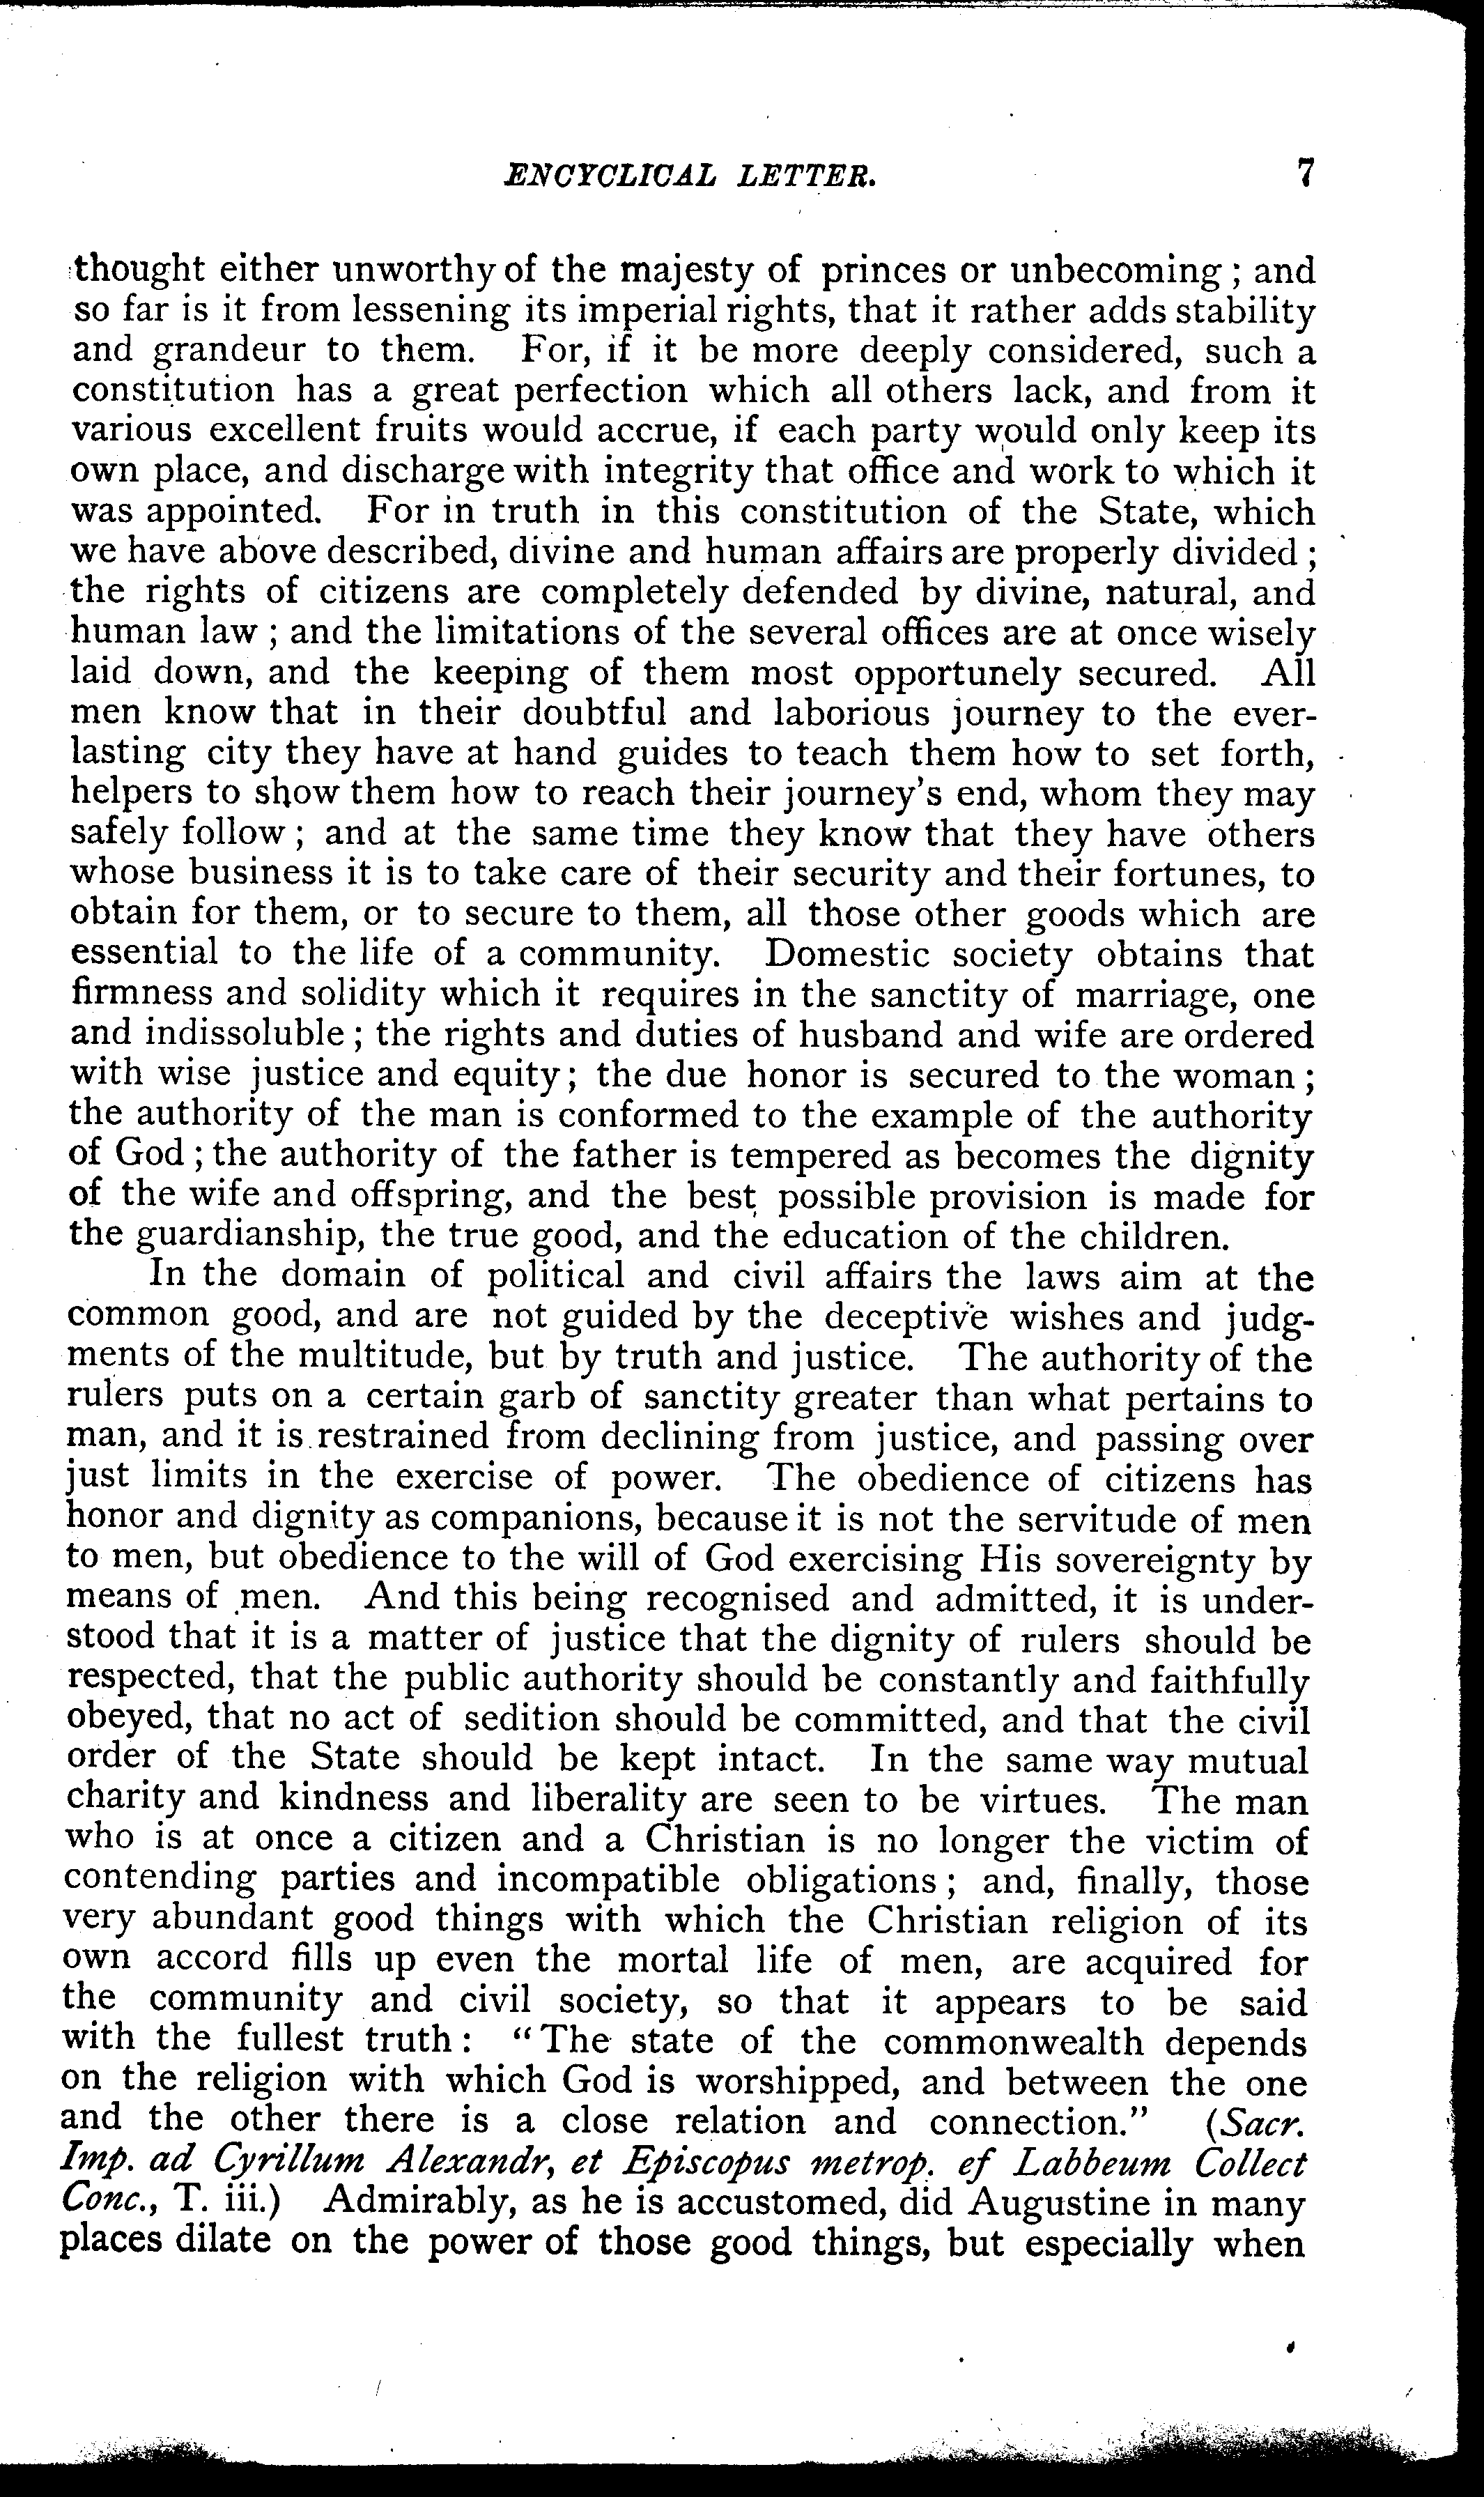 ENCYCLICAL LETTER. 7
thought either unworthy of the majesty of princes or unbecoming ; and
so far is it from lessening its imperial rights, that it rather adds stability
and grandeur to them. For, if it be more deeply considered, such a
constitution has a great perfection which all others lack, and from it
various excellent fruits would accrue, if each party would only keep its
own place, and discharge with integrity that office and work to which it
was appointed. For in truth in this constitution of the State, which
we have above described, divine and human affairs are properly divided ;
the rights of citizens are completely defended by divine, natural, and
human law ; and the limitations of the several offices are at once wisely
laid down, and the keeping of them most opportunely secured. All
men know that in their doubtful and laborious journey to the ever-
lasting city they have at hand guides to teach them how to set forth,
helpers to show them how to reach their journey's end, whom they may
safely follow ; and at the same time they know that they have others
whose business it is to take care of their security and their fortunes, to
obtain for them, or to secure to them, all those other goods which are
essential to the life of a community. Domestic society obtains that
firmness and solidity which it requires in the sanctity of marriage, one
and indissoluble ; the rights and duties of husband and wife are ordered
with wise justice and equity ; the due honor is secured to the woman ;
the authority of the man is conformed to the example of the authority
of God ; the authority of the father is tempered as becomes the dignity
of the wife and offspring, and the best possible provision is made for
the guardianship, the true good, and the education of the children.
In the domain of political and civil affairs the laws aim at the
common good, and are not guided by the deceptive wishes and judg-
ments of the multitude, but by truth and justice. The authority of the
rulers puts on a certain garb of sanctity greater than what pertains to
man, and it is restrained from declining from justice, and passing over
just limits in the exercise of power. The obedience of citizens has
honor and dignity as companions, because it is not the servitude of men
to men, but obedience to the will of God exercising His sovereignty by
means of men. And this being recognised and admitted, it is under-
stood that it is a matter of justice that the dignity of rulers should be
respected, that the public authority should be constantly and faithfully
obeyed, that no act of sedition should be committed, and that the civil
order of the State should be kept intact. In the same way mutual
charity and kindness and liberality are seen to be virtues. The man
who is at once a citizen and a Christian is no longer the victim of
contending parties and incompatible obligations ; and, finally, those
very abundant good things with which the Christian religion of its
own accord fills up even the mortal life of men, are acquired for
the community and civil society, so that it appears to be said
with the fullest truth : "The state of the commonwealth depends
on the religion with which God is worshipped, and between the one
and the other there is a close relation and connection." (Sacr.
Imp. ad Cyrillum Alexandr, et Episcopus metrop. ef Labbeum Collect
Conc., T. iii.) Admirably, as he is accustomed, did Augustine in many
places dilate on the power of those good things, but especially when